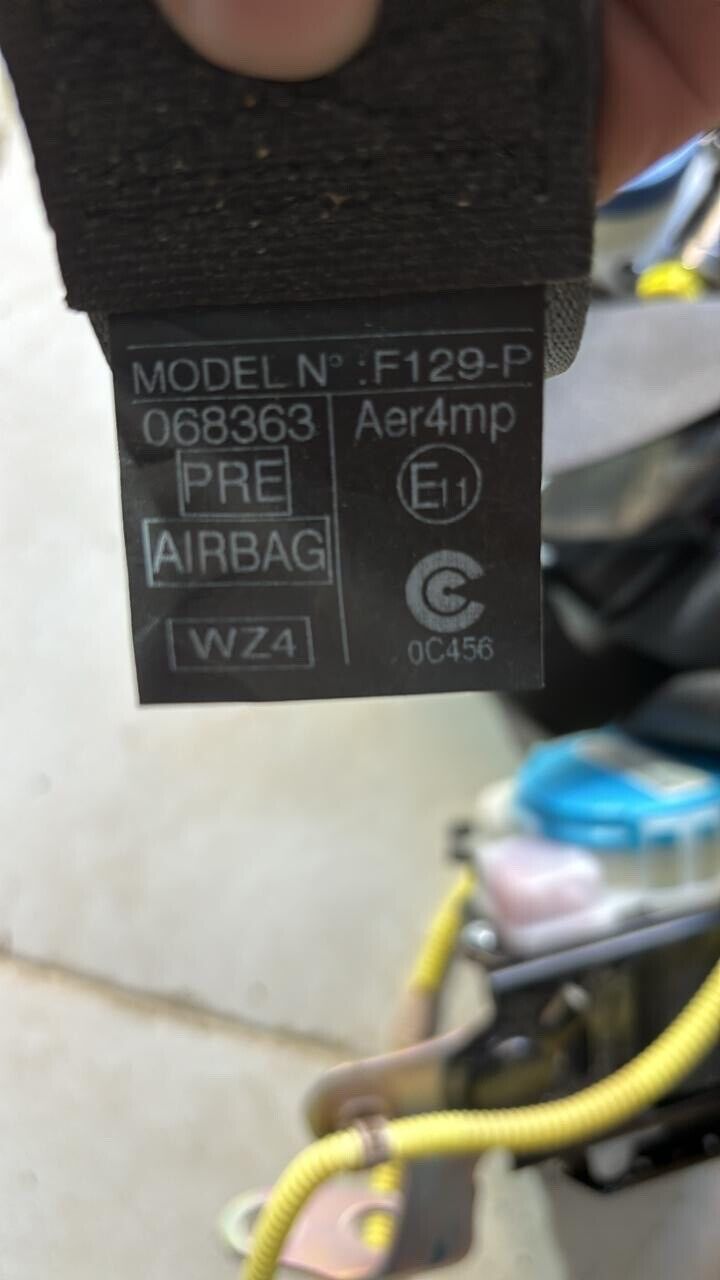 MODEL N° :F129-P
068363
PRE
AIRBAG
WZ4
Aer4mp
E11
0C456